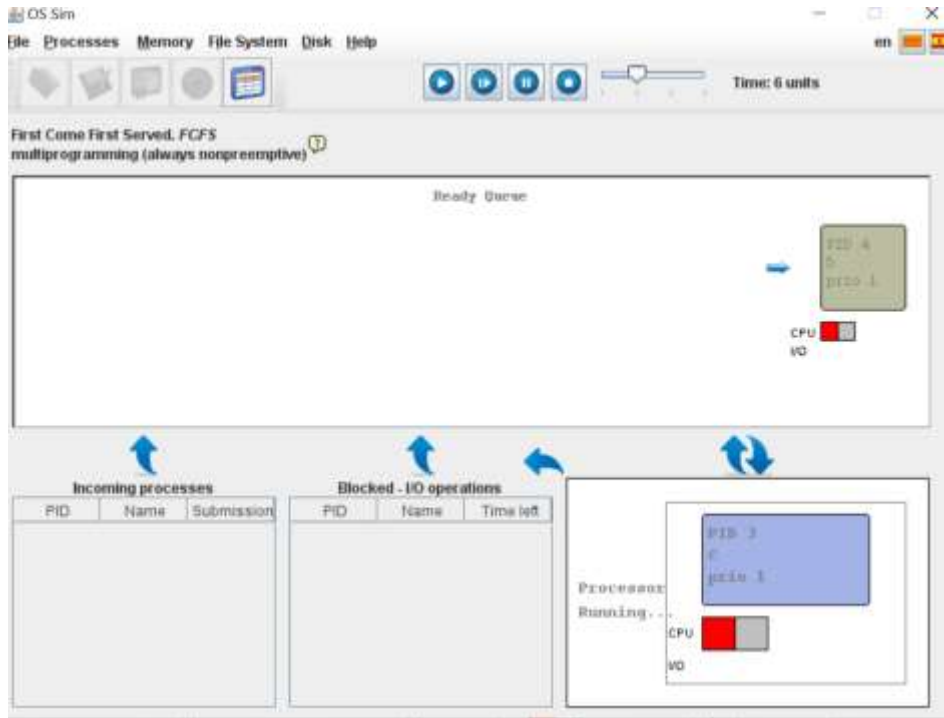 OS Sim
File Processes Memory File System Disk Help
en
Time: 6 units
First Come First Served. FCFS
multiprogramming (always nonpreemptive)
Ready Queue
PID 4
D
prio 1
CPU
I/O
Incoming processes
PID Name Submission
Blocked - I/O operations
PID Name Time left
Processor
Running...
PID 3
C
prio 1
CPU
I/O